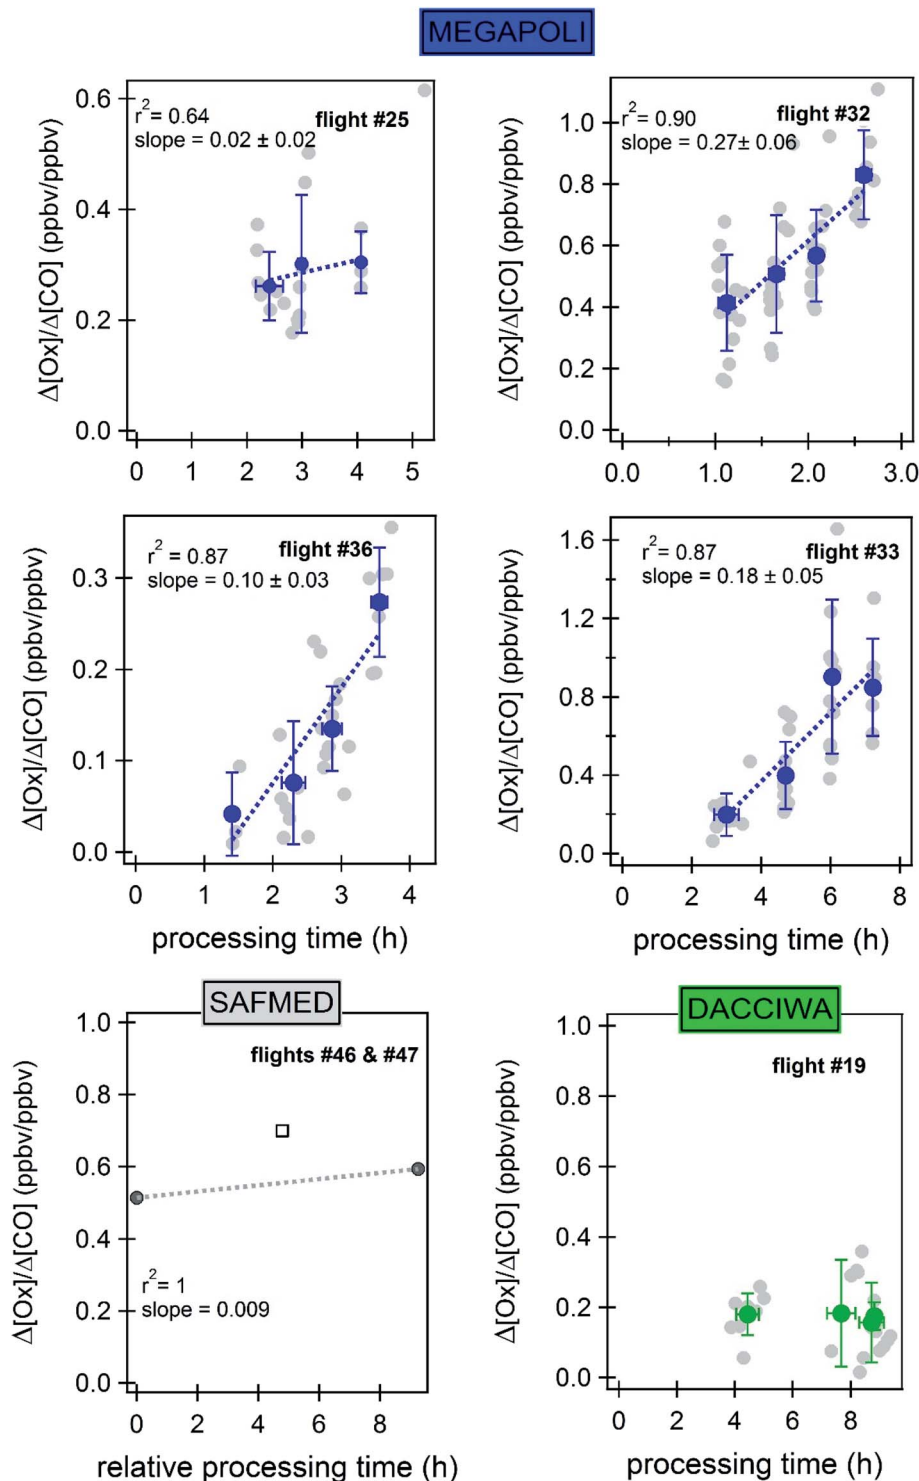 MEGAPOLI
Δ[Ox]/Δ[CO] (ppbv/ppbv)
0.6
0.4
0.2
0.0
r2 = 0.64
slope = 0.02 ± 0.02
flight #25
0 1 2 3 4 5
Δ[Ox]/Δ[CO] (ppbv/ppqv)
1.0
0.8
0.6
0.4
0.2
0.0
r2 = 0.90
slope = 0.27± 0.06
flight #32
0.0 1.0 2.0 3.0
Δ[Ox]/Δ[CO] (ppbv/ppbv)
0.3
0.2
0.1
0.0
r2 = 0.87
slope = 0.10 ± 0.03
flight #36
0 1 2 3 4
processing time (h)
Δ[Ox]/Δ[CO] (ppbv/ppqv)
1.6
1.2
0.8
0.4
0.0
r2 = 0.87
slope = 0.18 ± 0.05
flight #33
0 2 4 6 8
processing time (h)
SAFMED
Δ[Ox]/Δ[CO] (ppbv/ppbv)
1.0
0.8
0.6
0.4
0.2
0.0
flights #46 & #47
r2= 1
slope = 0.009
0 2 4 6 8
relative processing time (h)
DACCIWA
Δ[Ox]/Δ[CO] (ppbv/ppbv)
1.0
0.8
0.6
0.4
0.2
0.0
flight #19
0 2 4 6 8
processing time (h)